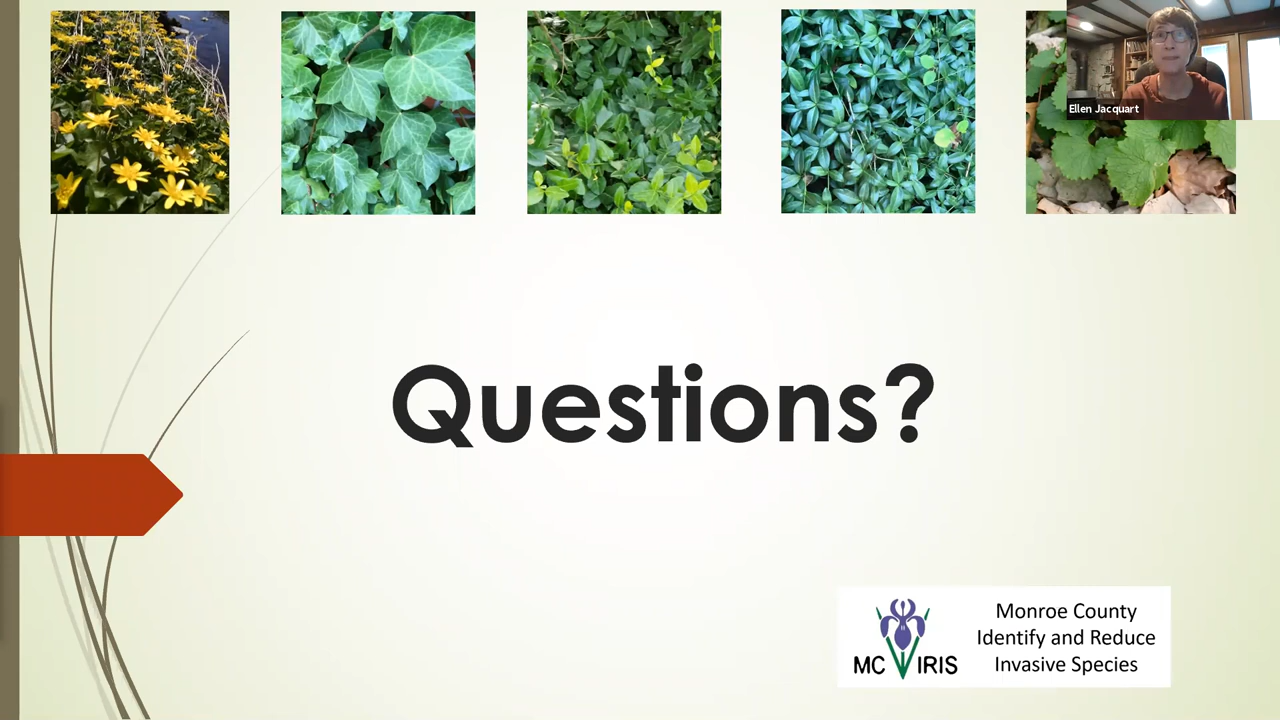 Ellen Jacquart
Questions?
MC IRIS
Monroe County
Identify and Reduce
Invasive Species